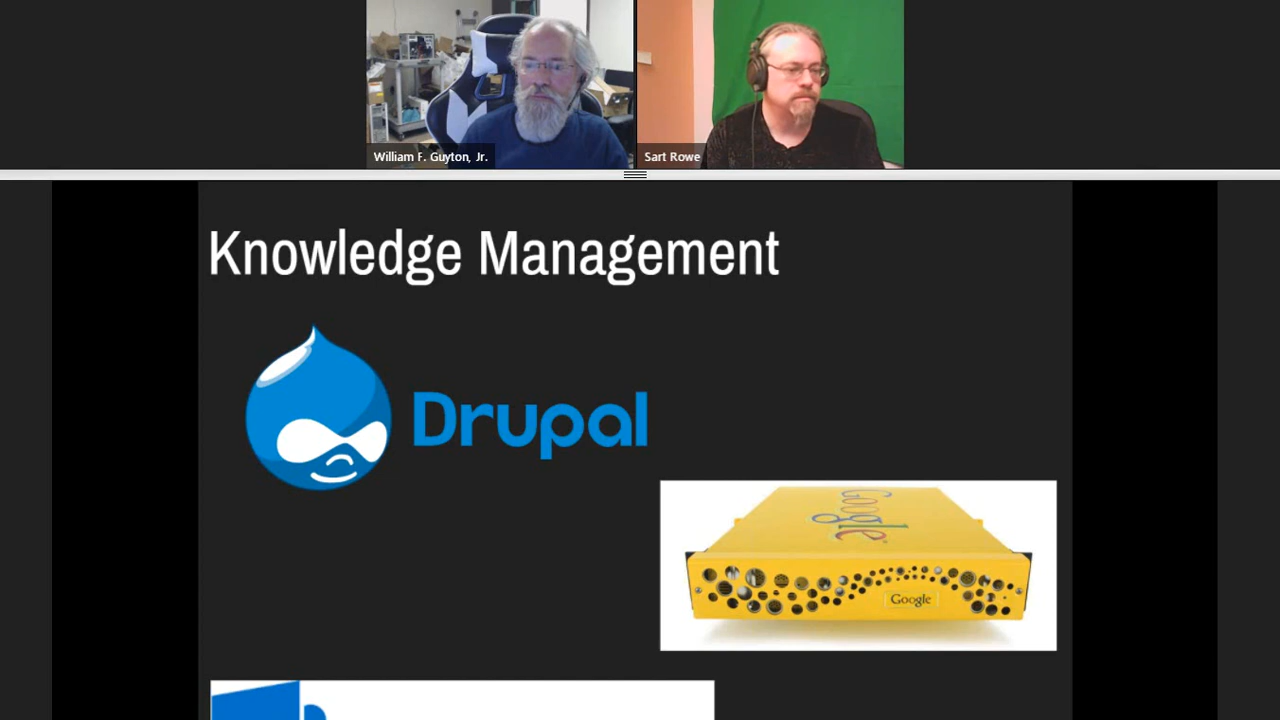 William F. Guyton, Jr.
Sart Rowe
Knowledge Management
Drupal
Google
Google